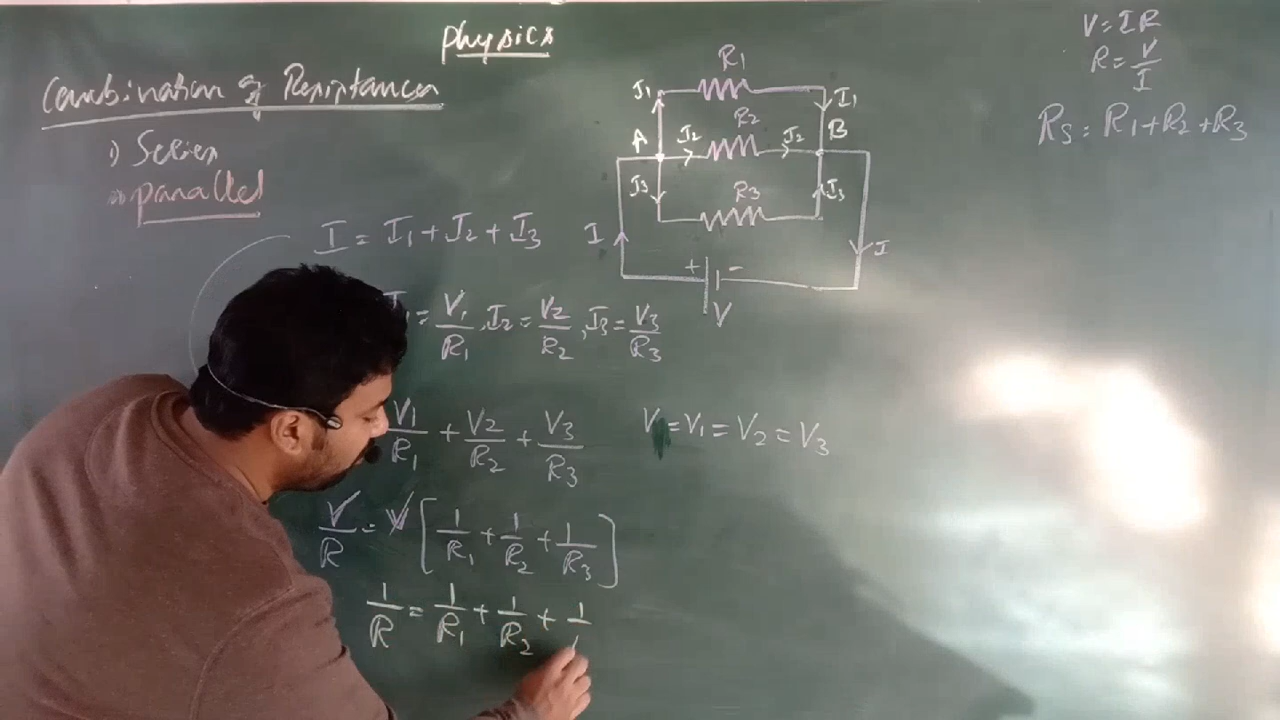 Physics
Combination of Resistances
1) Series
parallel
V = IR
R = V/I
RS = R1 + R2 + R3
R1
I1 I1
R2
A I2 I2 B
R3
I3 I3
I I
+ -
V
I = I1 + I2 + I3
= V1/R1, I2 = V2/R2, I3 = V3/R3
V1/R1 + V2/R2 + V3/R3
V = V1 = V2 = V3
V/R = V [1/R1 + 1/R2 + 1/R3]
1/R = 1/R1 + 1/R2 + 1/